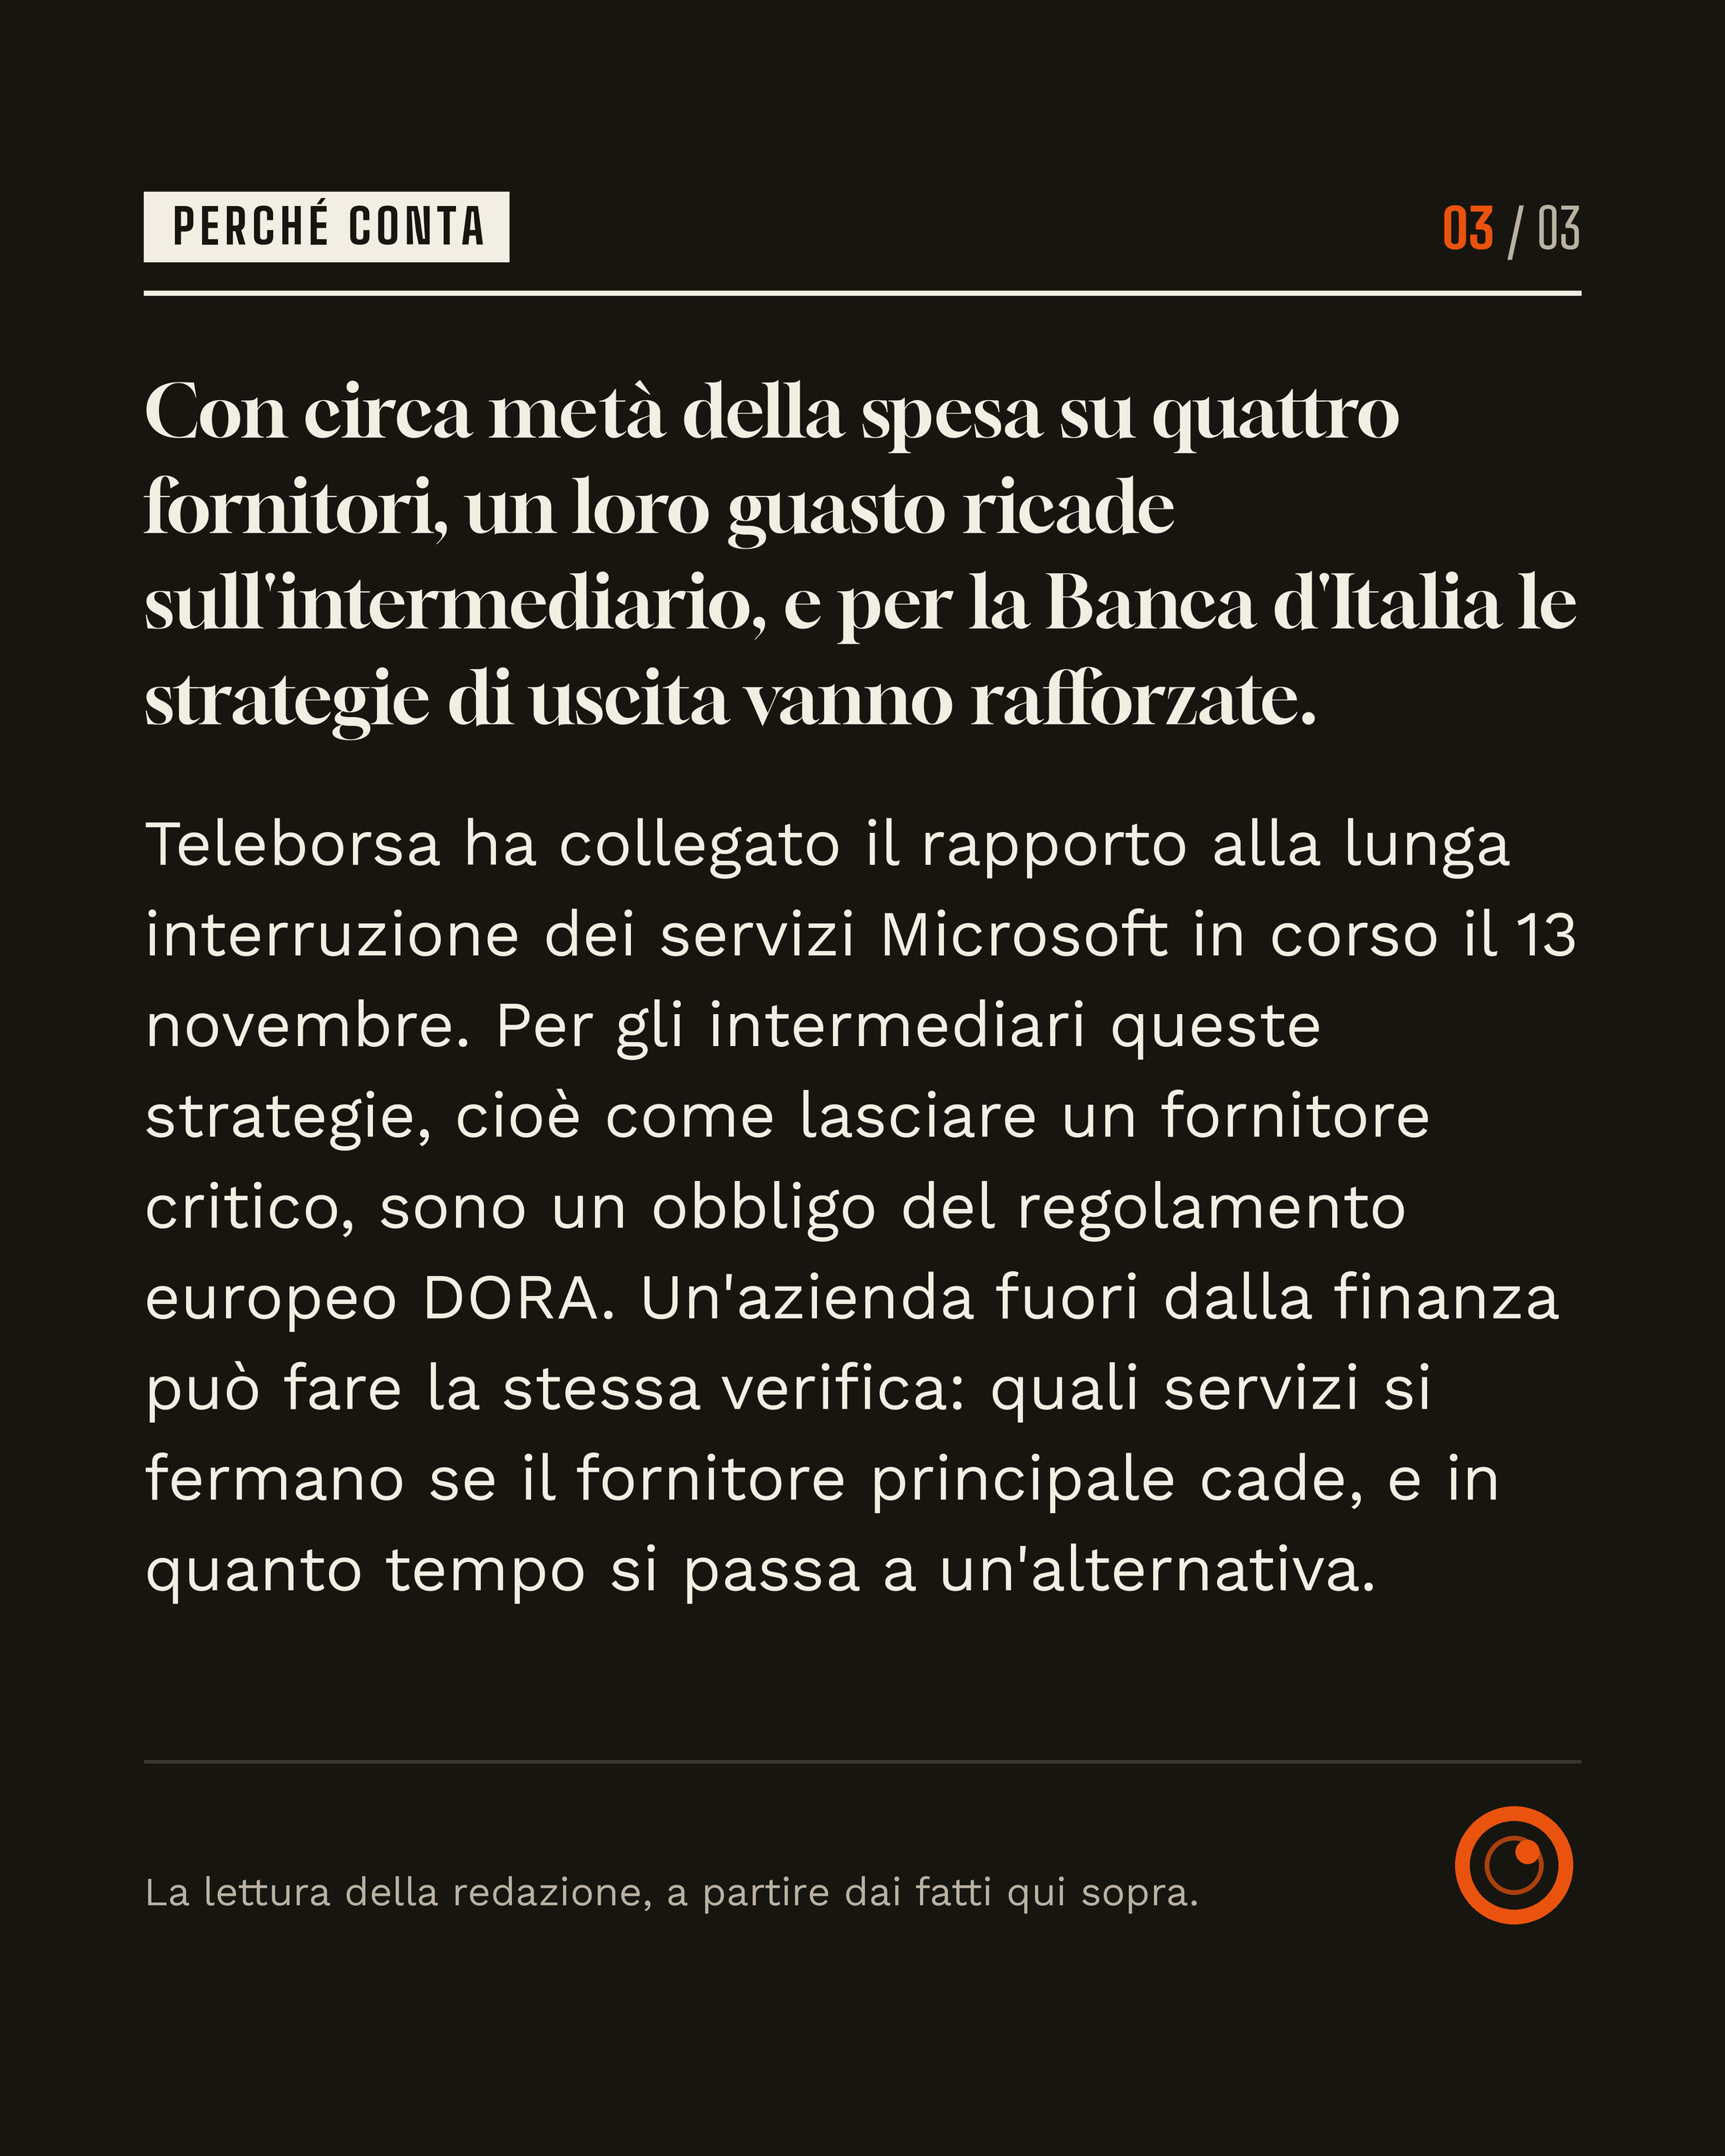 PERCHÉ CONTA
03 / 03
Con circa metà della spesa su quattro
fornitori, un loro guasto ricade
sull'intermediario, e per la Banca d'Italia le
strategie di uscita vanno rafforzate.
Teleborsa ha collegato il rapporto alla lunga
interruzione dei servizi Microsoft in corso il 13
novembre. Per gli intermediari queste
strategie, cioè come lasciare un fornitore
critico, sono un obbligo del regolamento
europeo DORA. Un'azienda fuori dalla finanza
può fare la stessa verifica: quali servizi si
fermano se il fornitore principale cade, e in
quanto tempo si passa a un'alternativa.
La lettura della redazione, a partire dai fatti qui sopra.